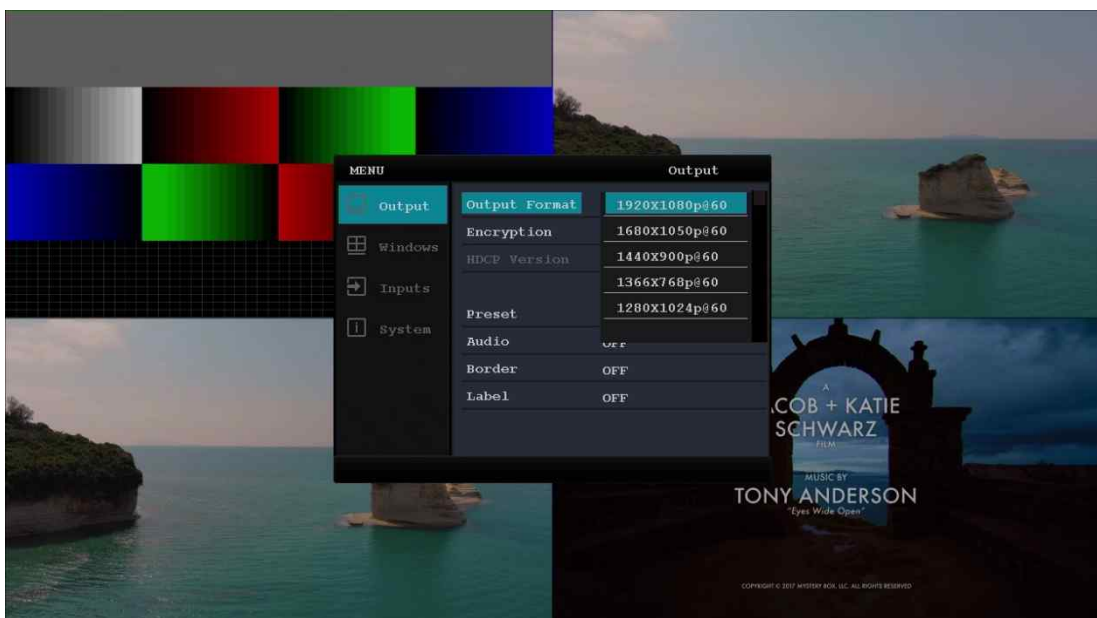 MENU Output
Output Output Format 1920X1080p@60
Encryption 1680X1050p@60
Windows
HDCP Version 1440X900p@60
Inputs 1366X768p@60
Preset 1280X1024p@60
System
Audio OFF
Border OFF
Label OFF
A
COB + KATIE
SCHWARZ
FILM
MUSIC BY
TONY ANDERSON
"Eyes Wide Open"
COPYRIGHT © 2017 MYSTERY BOX, LLC. ALL RIGHTS RESERVED